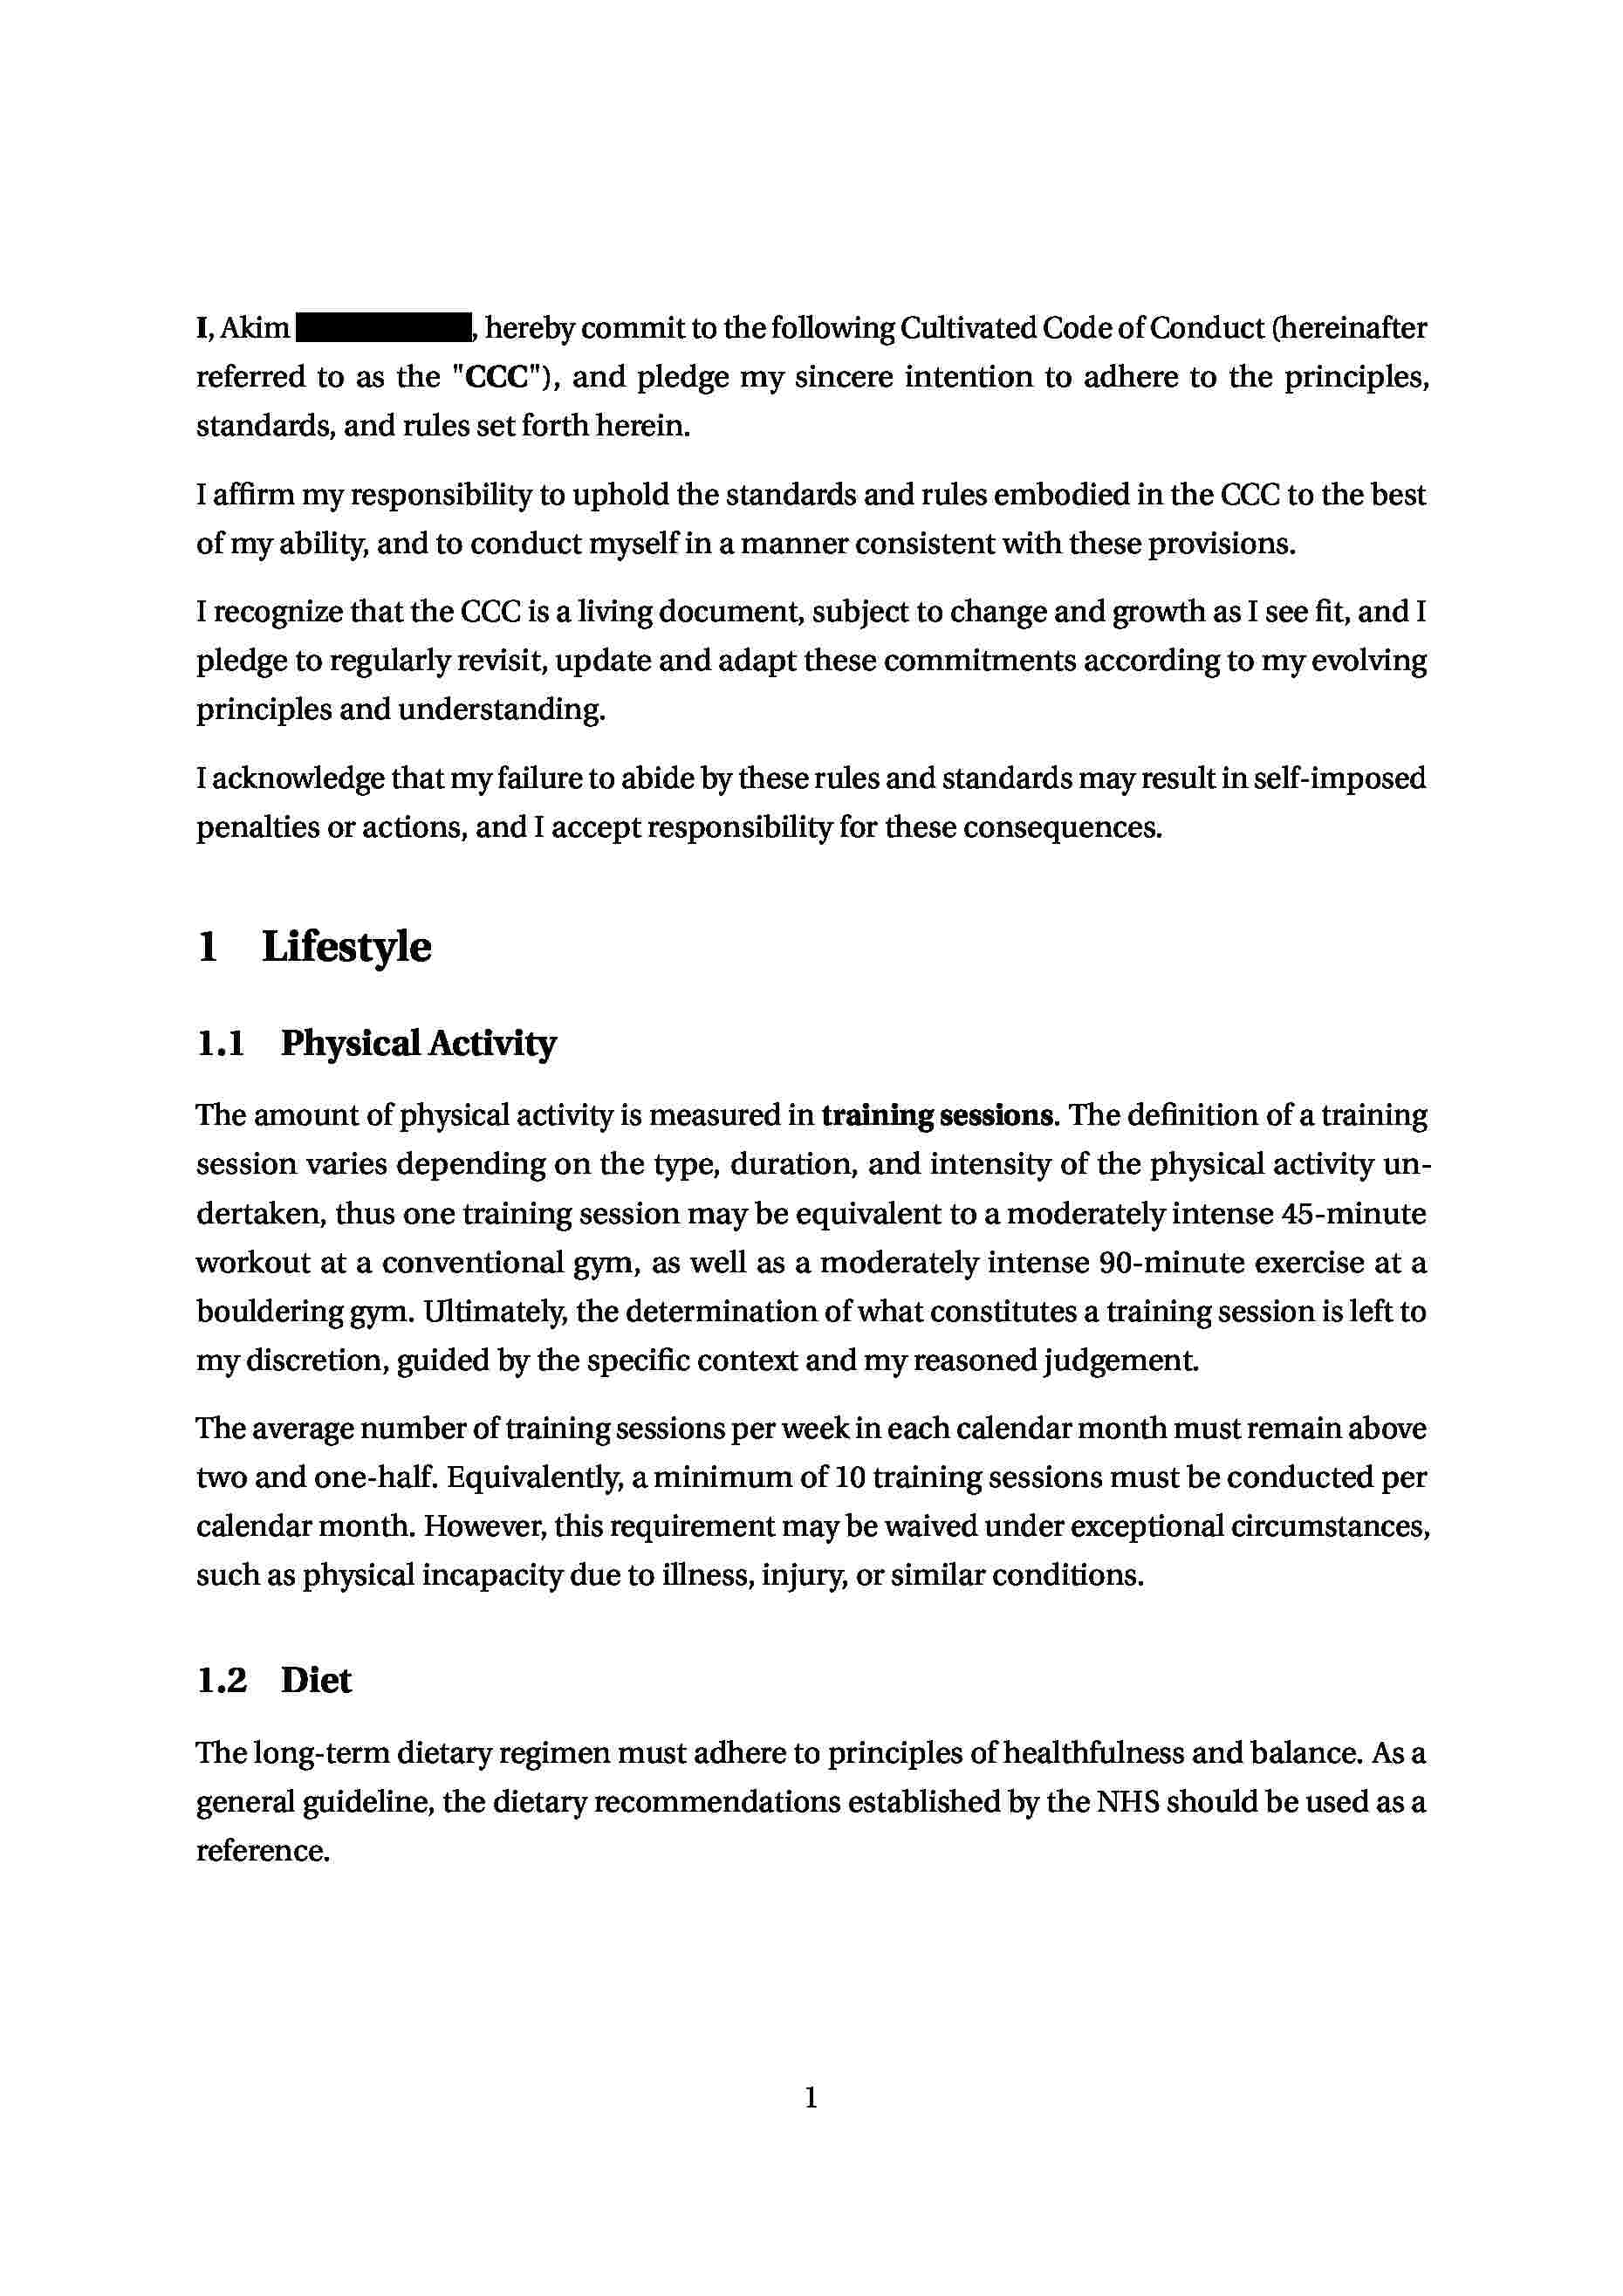 I, Akim , hereby commit to the following Cultivated Code of Conduct (hereinafter
referred to as the "CCC"), and pledge my sincere intention to adhere to the principles,
standards, and rules set forth herein.
I affirm my responsibility to uphold the standards and rules embodied in the CCC to the best
of my ability, and to conduct myself in a manner consistent with these provisions.
I recognize that the CCC is a living document, subject to change and growth as I see fit, and I
pledge to regularly revisit, update and adapt these commitments according to my evolving
principles and understanding.
I acknowledge that my failure to abide by these rules and standards may result in self-imposed
penalties or actions, and I accept responsibility for these consequences.
1 Lifestyle
1.1 Physical Activity
The amount of physical activity is measured in training sessions. The definition of a training
session varies depending on the type, duration, and intensity of the physical activity un-
dertaken, thus one training session may be equivalent to a moderately intense 45-minute
workout at a conventional gym, as well as a moderately intense 90-minute exercise at a
bouldering gym. Ultimately, the determination of what constitutes a training session is left to
my discretion, guided by the specific context and my reasoned judgement.
The average number of training sessions per week in each calendar month must remain above
two and one-half. Equivalently, a minimum of 10 training sessions must be conducted per
calendar month. However, this requirement may be waived under exceptional circumstances,
such as physical incapacity due to illness, injury, or similar conditions.
1.2 Diet
The long-term dietary regimen must adhere to principles of healthfulness and balance. As a
general guideline, the dietary recommendations established by the NHS should be used as a
reference.
1